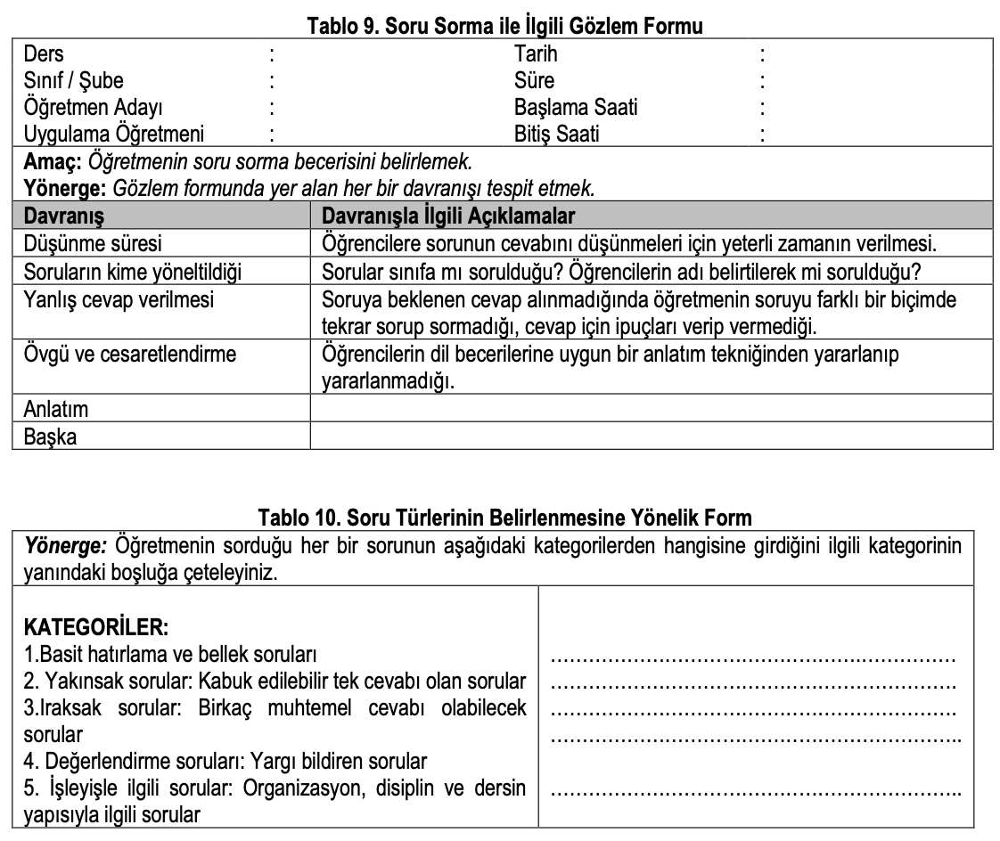 Tablo 9. Soru Sorma ile İlgili Gözlem Formu
Ders : Tarih :
Sınıf / Şube : Süre :
Öğretmen Adayı : Başlama Saati :
Uygulama Öğretmeni : Bitiş Saati :
Amaç: Öğretmenin soru sorma becerisini belirlemek.
Yönerge: Gözlem formunda yer alan her bir davranışı tespit etmek.
Davranış Davranışla İlgili Açıklamalar
Düşünme süresi Öğrencilere sorunun cevabını düşünmeleri için yeterli zamanın verilmesi.
Soruların kime yöneltildiği Sorular sınıfa mı sorulduğu? Öğrencilerin adı belirtilerek mi sorulduğu?
Yanlış cevap verilmesi Soruya beklenen cevap alınmadığında öğretmenin soruyu farklı bir biçimde
tekrar sorup sormadığı, cevap için ipuçları verip vermediği.
Övgü ve cesaretlendirme Öğrencilerin dil becerilerine uygun bir anlatım tekniğinden yararlanıp
yararlanmadığı.
Anlatım
Başka
Tablo 10. Soru Türlerinin Belirlenmesine Yönelik Form
Yönerge: Öğretmenin sorduğu her bir sorunun aşağıdaki kategorilerden hangisine girdiğini ilgili kategorinin
yanındaki boşluğa çeteleyiniz.
KATEGORİLER:
1.Basit hatırlama ve bellek soruları ………………………………………………………
2. Yakınsak sorular: Kabuk edilebilir tek cevabı olan sorular ……………………………………………………….
3.Iraksak sorular: Birkaç muhtemel cevabı olabilecek ……………………………………………………….
sorular ………………………………………………………..
4. Değerlendirme soruları: Yargı bildiren sorular
5. İşleyişle ilgili sorular: Organizasyon, disiplin ve dersin ………………………………………………………..
yapısıyla ilgili sorular